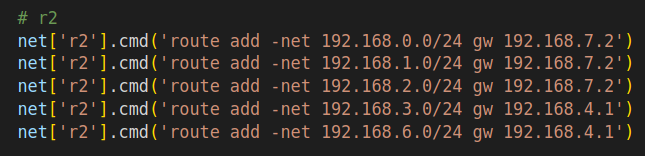 # r2
net['r2'].cmd('route add -net 192.168.0.0/24 gw 192.168.7.2')
net['r2'].cmd('route add -net 192.168.1.0/24 gw 192.168.7.2')
net['r2'].cmd('route add -net 192.168.2.0/24 gw 192.168.7.2')
net['r2'].cmd('route add -net 192.168.3.0/24 gw 192.168.4.1')
net['r2'].cmd('route add -net 192.168.6.0/24 gw 192.168.4.1')